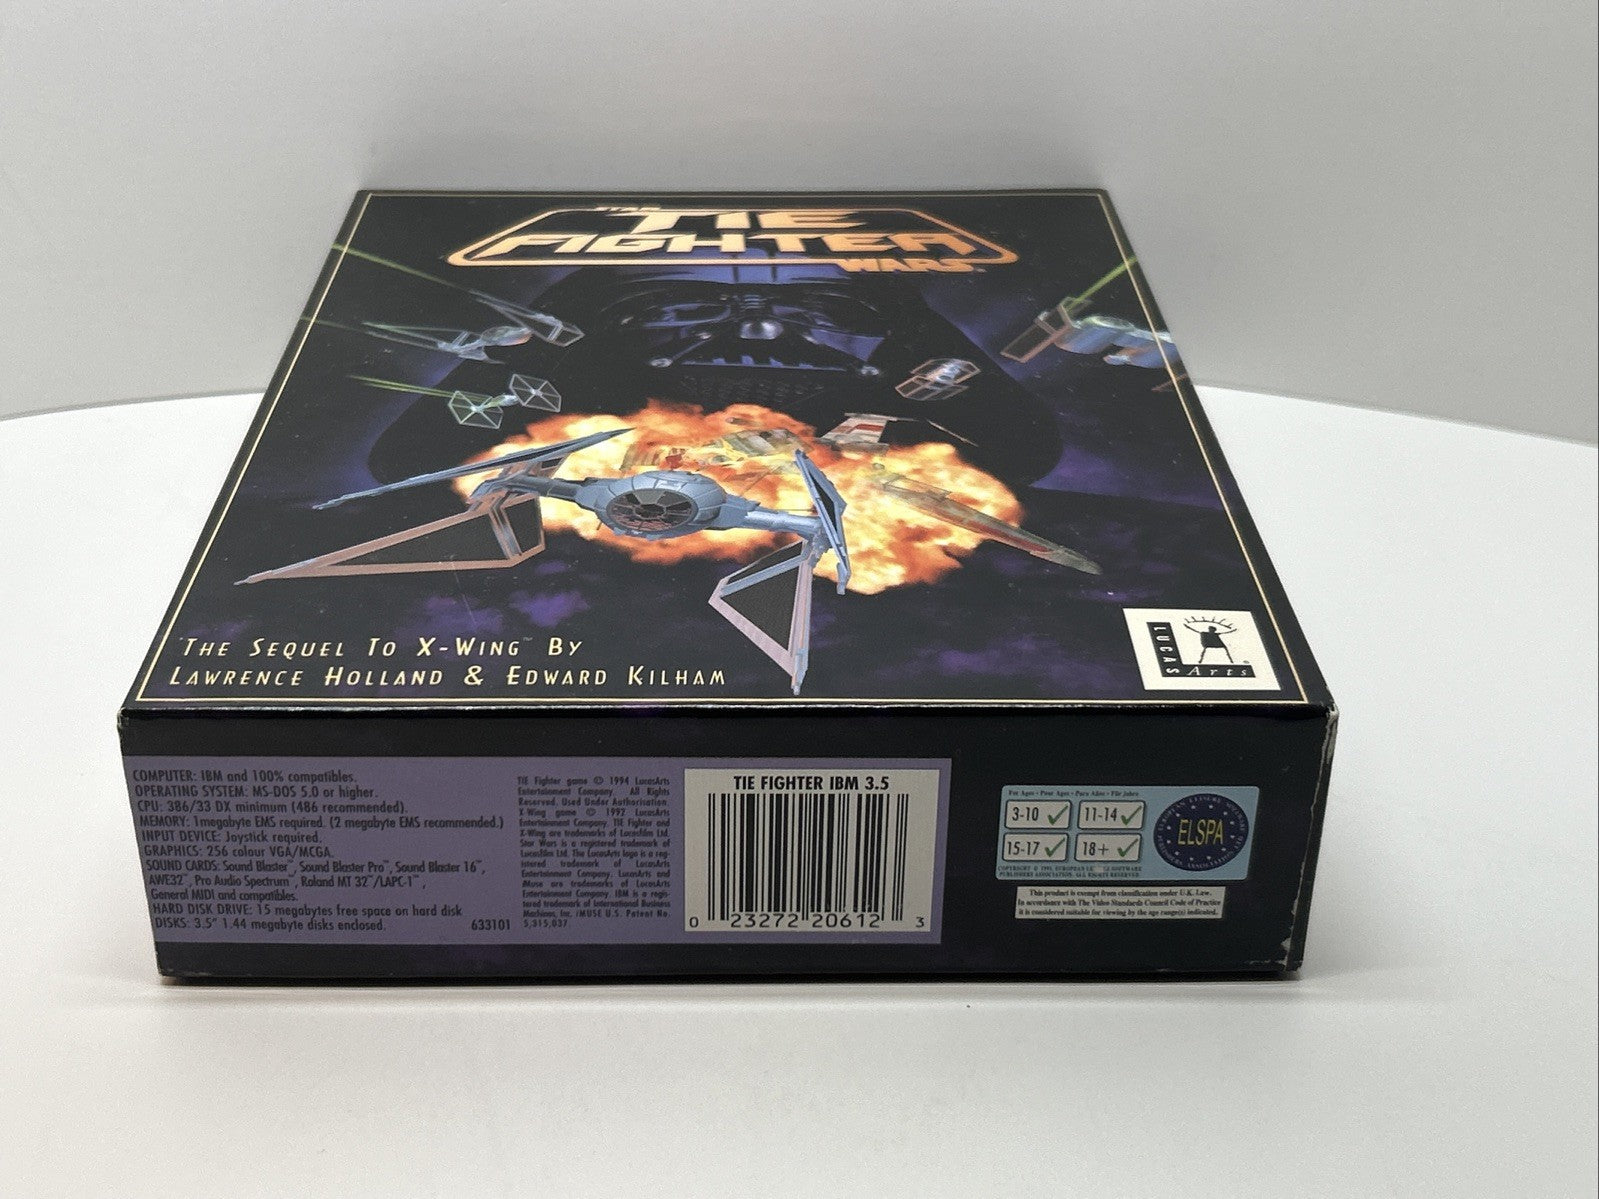 STAR
TIE
FIGHTER
WARS
THE SEQUEL TO X-WING™ BY
LAWRENCE HOLLAND & EDWARD KILHAM
LUCAS
Arts
COMPUTER: IBM and 100% compatibles.
OPERATING SYSTEM: MS-DOS 5.0 or higher.
CPU: 386/33 DX minimum (486 recommended).
MEMORY: 1megabyte EMS required. (2 megabyte EMS recommended.)
INPUT DEVICE: Joystick required.
GRAPHICS: 256 colour VGA/MCGA.
SOUND CARDS: Sound Blaster™, Sound Blaster Pro™, Sound Blaster 16™,
AWE32™, Pro Audio Spectrum™, Roland MT 32™/LAPC-1™,
General MIDI and compatibles.
HARD DISK DRIVE: 15 megabytes free space on hard disk
DISKS: 3.5" 1.44 megabyte disks enclosed.
633101
TIE Fighter game © 1994 LucasArts
Entertainment Company. All Rights
Reserved. Used Under Authorisation.
X-Wing game © 1992 LucasArts
Entertainment Company. TIE Fighter and
X-Wing are trademarks of Lucasfilm Ltd.
Star Wars is a registered trademark of
Lucasfilm Ltd. The LucasArts logo is a reg-
istered trademark of LucasArts
Entertainment Company. LucasArts and
iMuse are trademarks of LucasArts
Entertainment Company. IBM is a regis-
tered trademark of International Business
Machines, Inc. iMUSE U.S. Patent No.
5,315,037.
TIE FIGHTER IBM 3.5
0 23272 20612 3
For Ages - Pour Ages - Para Años - Für Jahre
3-10 ✓ 11-14 ✓
15-17 ✓ 18+ ✓
ELSPA
This product is exempt from classification under U.K. Law.
In accordance with The Video Standards Council Code of Practice
it is considered suitable for viewing by the age range(s) indicated.